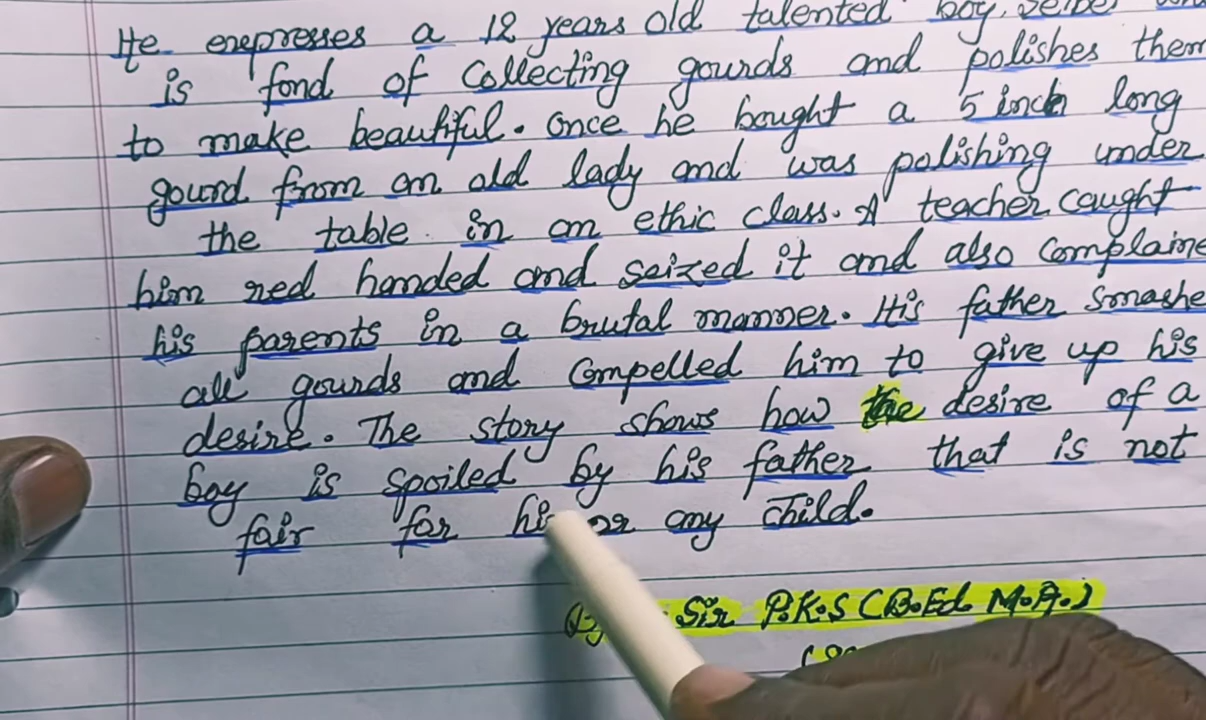 He expresses a 12 years old talented boy. Seibei
is fond of collecting gourds and polishes them
to make beautiful. Once he bought a 5 inch long
gourd from an old lady and was polishing under
the table in an ethic class. A teacher caught
him red handed and seized it and also complaine
his parents in a brutal manner. His father smashe
all gourds and compelled him to give up his
desire. The story shows how the desire of a
boy is spoiled by his father that is not
fair for hi or any child.
Sir P.K.S (B.Ed. M.A.)